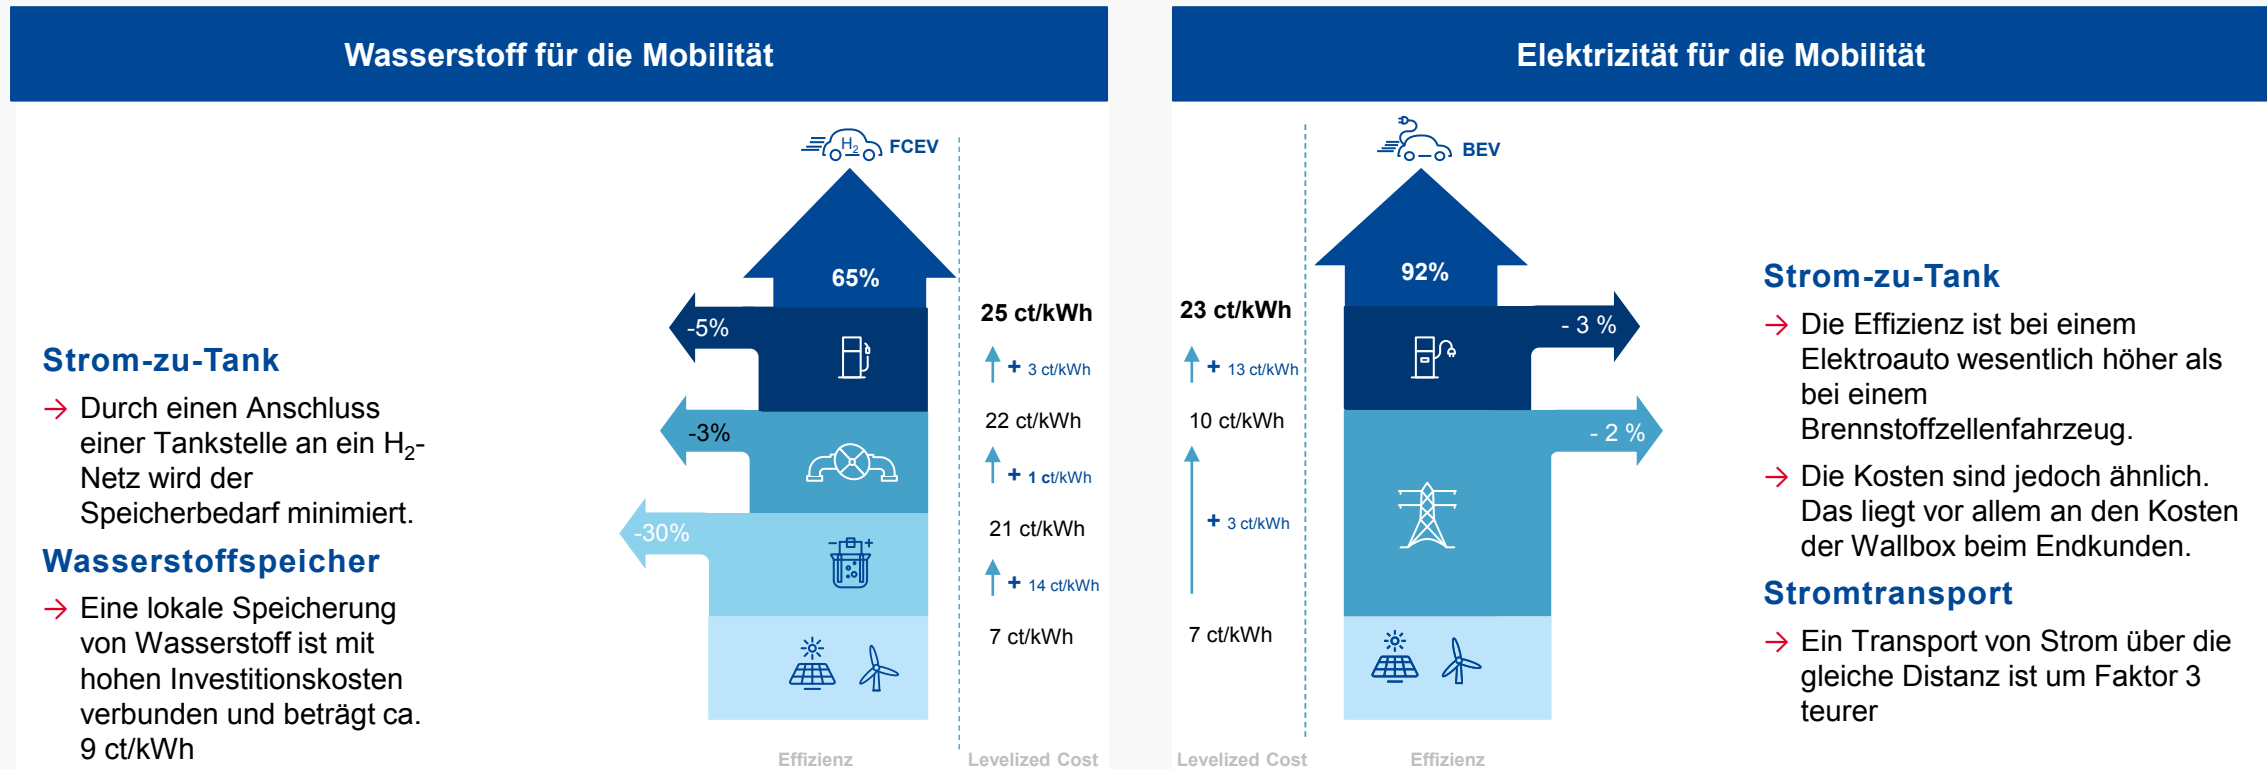 Wasserstoff für die Mobilität
FCEV
H2
65%
-5%
-3%
-30%
25 ct/kWh
+ 3 ct/kWh
22 ct/kWh
+ 1 ct/kWh
21 ct/kWh
+ 14 ct/kWh
7 ct/kWh
Strom-zu-Tank
→ Durch einen Anschluss
einer Tankstelle an ein H2-
Netz wird der
Speicherbedarf minimiert.
Wasserstoffspeicher
→ Eine lokale Speicherung
von Wasserstoff ist mit
hohen Investitionskosten
verbunden und beträgt ca.
9 ct/kWh
Effizienz
Levelized Cost
Elektrizität für die Mobilität
BEV
92%
- 3 %
- 2 %
23 ct/kWh
+ 13 ct/kWh
10 ct/kWh
+ 3 ct/kWh
7 ct/kWh
Levelized Cost
Effizienz
Strom-zu-Tank
→ Die Effizienz ist bei einem
Elektroauto wesentlich höher als
bei einem
Brennstoffzellenfahrzeug.
→ Die Kosten sind jedoch ähnlich.
Das liegt vor allem an den Kosten
der Wallbox beim Endkunden.
Stromtransport
→ Ein Transport von Strom über die
gleiche Distanz ist um Faktor 3
teurer